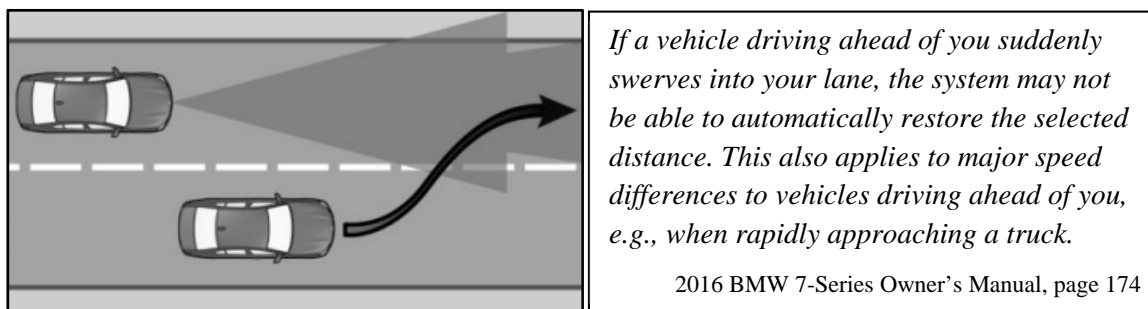 If a vehicle driving ahead of you suddenly
swerves into your lane, the system may not
be able to automatically restore the selected
distance. This also applies to major speed
differences to vehicles driving ahead of you,
e.g., when rapidly approaching a truck.
2016 BMW 7-Series Owner’s Manual, page 174